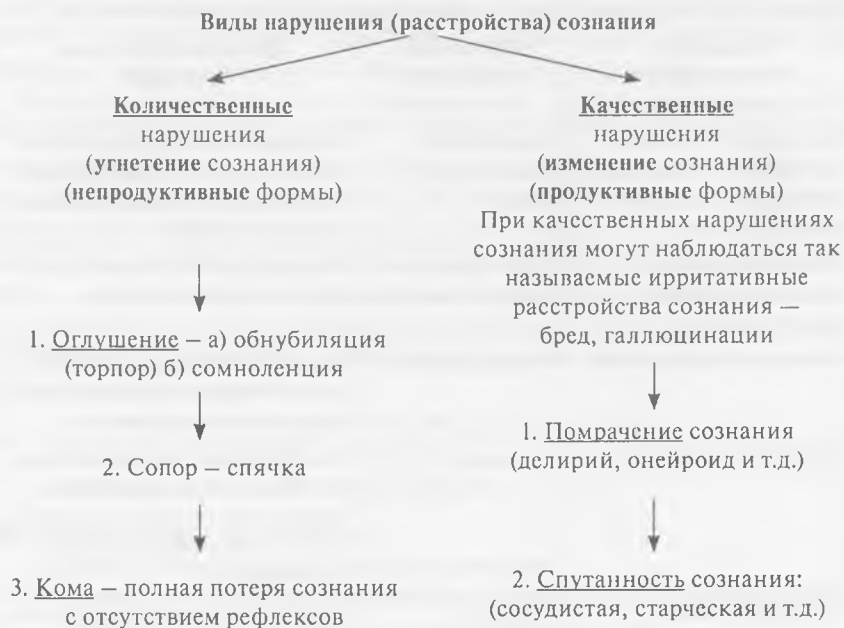 Виды нарушения (расстройства) сознания
Количественные
нарушения
(угнетение сознания)
(непродуктивные формы)
1. Оглушение – а) обнубиляция
(торпор) б) сомноленция
2. Сопор – спячка
3. Кома – полная потеря сознания
с отсутствием рефлексов
Качественные
нарушения
(изменение сознания)
(продуктивные формы)
При качественных нарушениях
сознания могут наблюдаться так
называемые ирритативные
расстройства сознания —
бред, галлюцинации
1. Помрачение сознания
(делирий, онейроид и т.д.)
2. Спутанность сознания:
(сосудистая, старческая и т.д.)